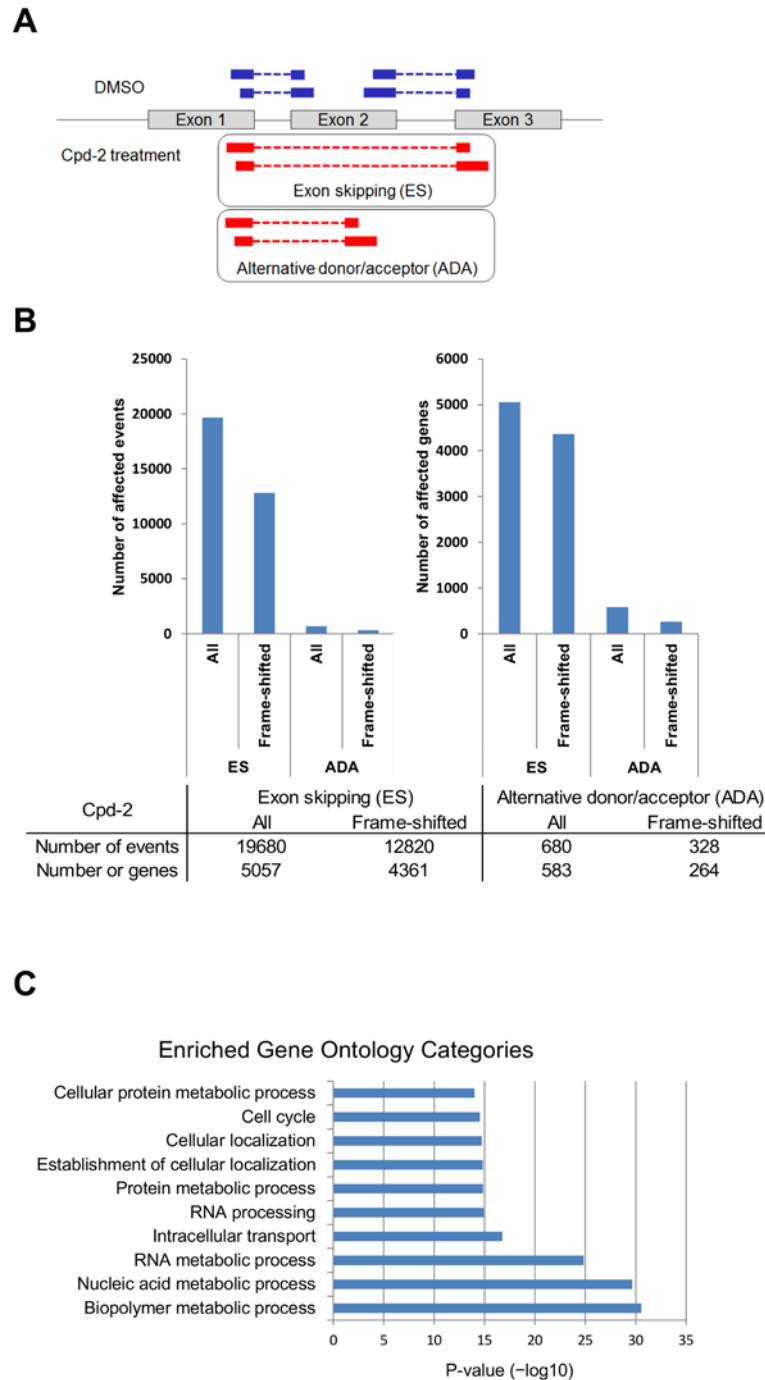 A
DMSO
Exon 1 Exon 2 Exon 3
Cpd-2 treatment
Exon skipping (ES)
Alternative donor/acceptor (ADA)
B
Number of affected events
25000
20000
15000
10000
5000
0
All
Frame-shifted
All
Frame-shifted
ES ADA
Number of affected genes
6000
5000
4000
3000
2000
1000
0
All
Frame-shifted
All
Frame-shifted
ES ADA
Cpd-2 Exon skipping (ES) Alternative donor/acceptor (ADA)
All Frame-shifted All Frame-shifted
Number of events 19680 12820 680 328
Number or genes 5057 4361 583 264
C
Enriched Gene Ontology Categories
Cellular protein metabolic process
Cell cycle
Cellular localization
Establishment of cellular localization
Protein metabolic process
RNA processing
Intracellular transport
RNA metabolic process
Nucleic acid metabolic process
Biopolymer metabolic process
0 5 10 15 20 25 30 35
P-value (−log10)